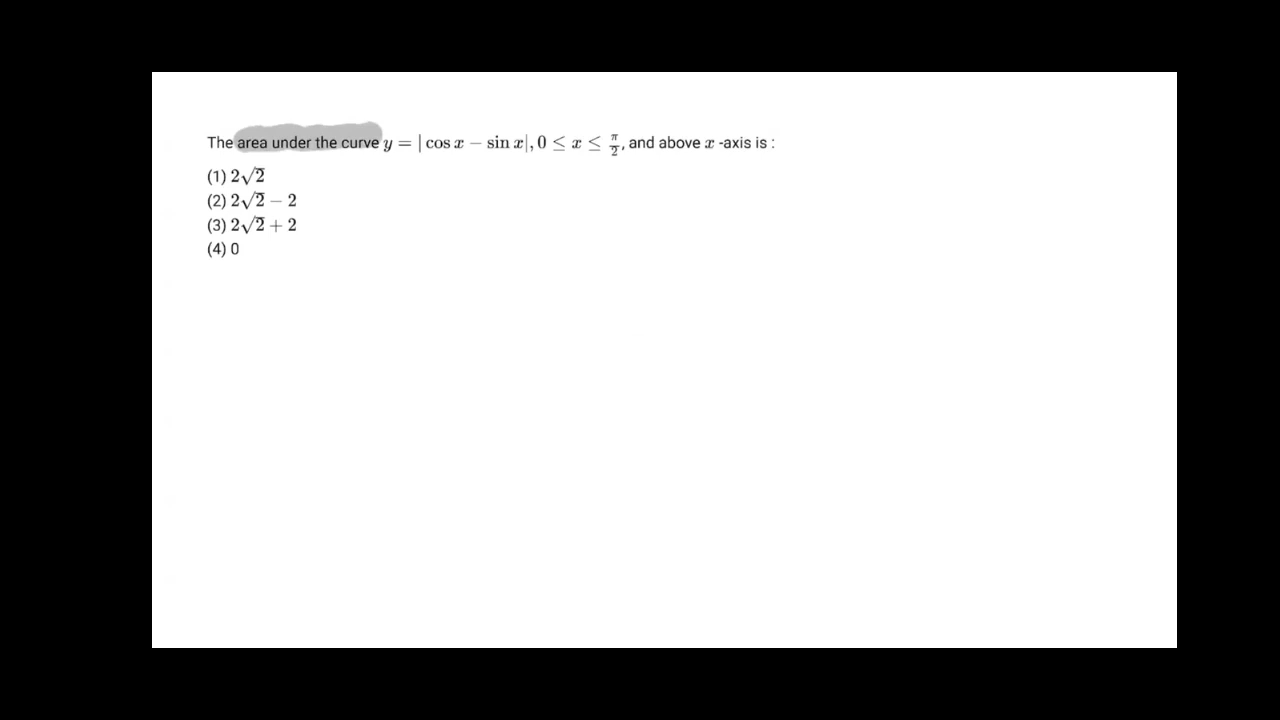 The area under the curve y = | cos x − sin x|, 0 ≤ x ≤ π/2, and above x -axis is :
(1) 2√2
(2) 2√2 − 2
(3) 2√2 + 2
(4) 0